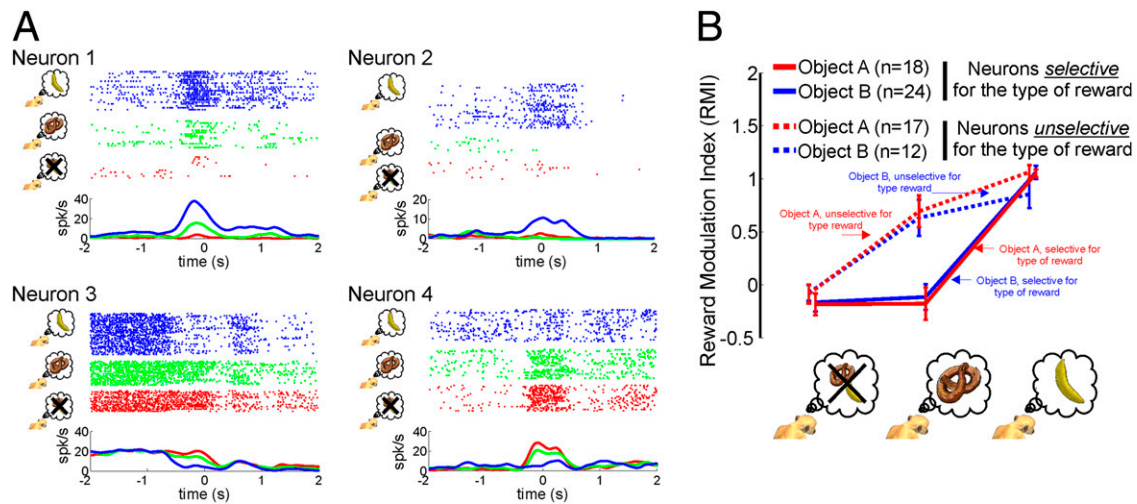 A
Neuron 1
40
20
0
spk/s
-2
-1
0
1
2
time (s)
Neuron 2
40
20
0
spk/s
-2
-1
0
1
2
time (s)
Neuron 3
40
20
0
spk/s
-2
-1
0
1
2
time (s)
Neuron 4
40
20
0
spk/s
-2
-1
0
1
2
time (s)
B
Reward Modulation Index (RMI)
2
1.5
1
0.5
0
-0.5
Object A (n=18)
Object B (n=24)
Neurons selective
for the type of reward
Object A (n=17)
Object B (n=12)
Neurons unselective
for the type of reward
Object B, unselective for
type reward
Object A, unselective for
type reward
Object A, selective for
type of reward
Object B, selective for
type of reward